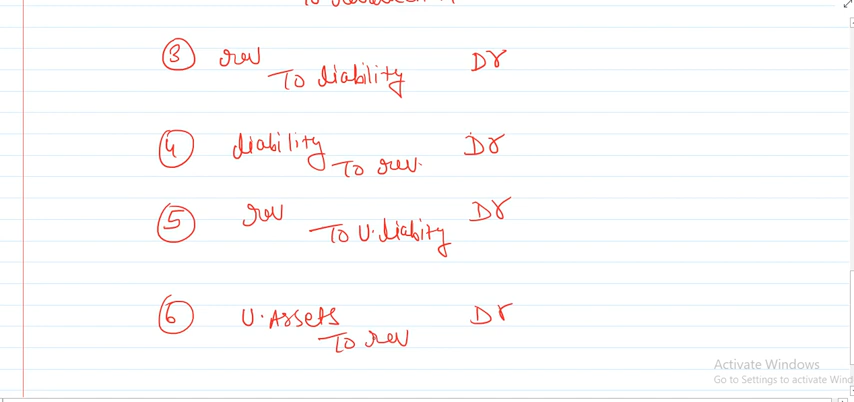 3 rev Dr
To liability
4 liability Dr
To rev.
5 rev Dr
To U.liabity
6 U.Assets Dr
To rev
Activate Windows
Go to Settings to activate Wind